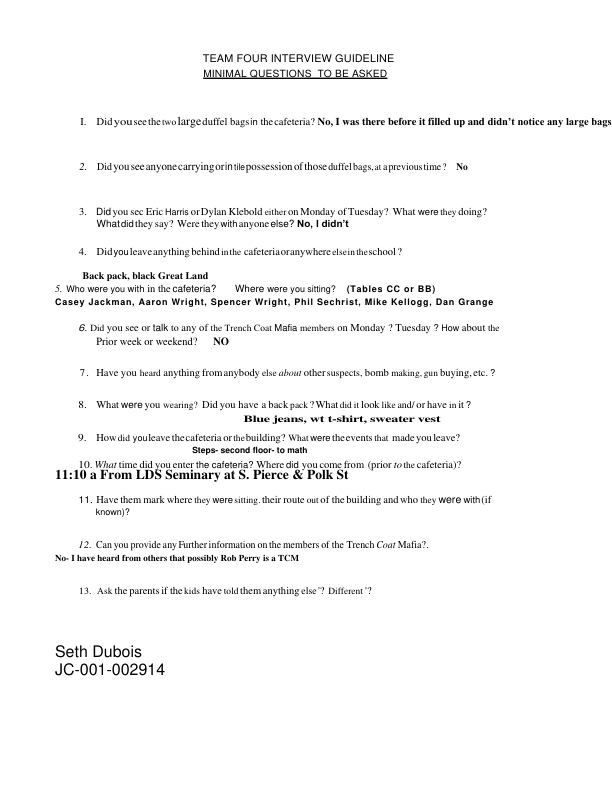 TEAM FOUR INTERVIEW GUIDELINE
MINIMAL QUESTIONS TO BE ASKED
I. Did you see the two large duffel bags in the cafeteria? No, I was there before it filled up and didn't notice any large bags
2. Did you see anyone carrying or in tile possession of those duffel bags, at a previous time ? No
3. Did you sec Eric Harris or Dylan Klebold either on Monday of Tuesday? What were they doing?
What did they say? Were they with anyone else? No, I didn't
4. Did you leave anything behind in the cafeteria or anywhere else in the school ?
Back pack, black Great Land
5. Who were you with in the cafeteria? Where were you sitting? (Tables CC or BB)
Casey Jackman, Aaron Wright, Spencer Wright, Phil Sechrist, Mike Kellogg, Dan Grange
6. Did you see or talk to any of the Trench Coat Mafia members on Monday ? Tuesday ? How about the
Prior week or weekend? NO
7. Have you heard anything from anybody else about other suspects, bomb making, gun buying, etc. ?
8. What were you wearing? Did you have a back pack ? What did it look like and/ or have in it ?
Blue jeans, wt t-shirt, sweater vest
9. How did you leave the cafeteria or the building? What were the events that made you leave?
Steps- second floor- to math
10. What time did you enter the cafeteria? Where did you come from (prior to the cafeteria)?
11:10 a From LDS Seminary at S. Pierce & Polk St
11. Have them mark where they were sitting, their route out of the building and who they were with (if
known)?
12. Can you provide any Further information on the members of the Trench Coat Mafia?.
No- I have heard from others that possibly Rob Perry is a TCM
13. Ask the parents if the kids have told them anything else '? Different '?
Seth Dubois
JC-001-002914